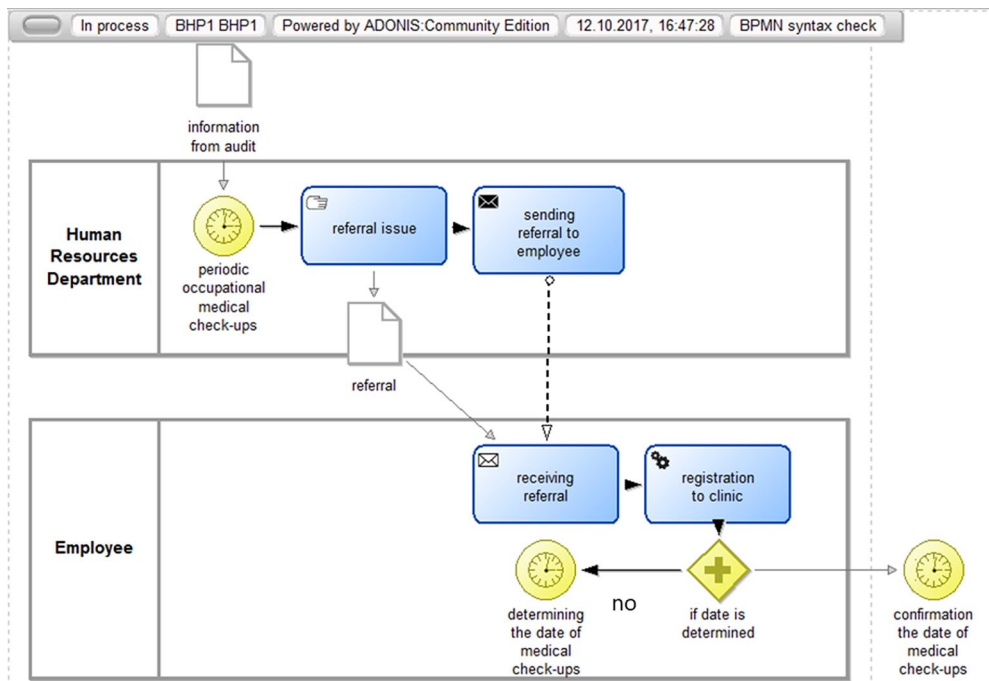 In process BHP1 BHP1 Powered by ADONIS:Community Edition 12.10.2017, 16:47:28 BPMN syntax check
information
from audit
Human
Resources
Department
periodic
occupational
medical
check-ups
referral issue
sending
referral to
employee
referral
Employee
receiving
referral
registration
to clinic
no
determining
the date of
medical
check-ups
if date is
determined
confirmation
the date of
medical
check-ups